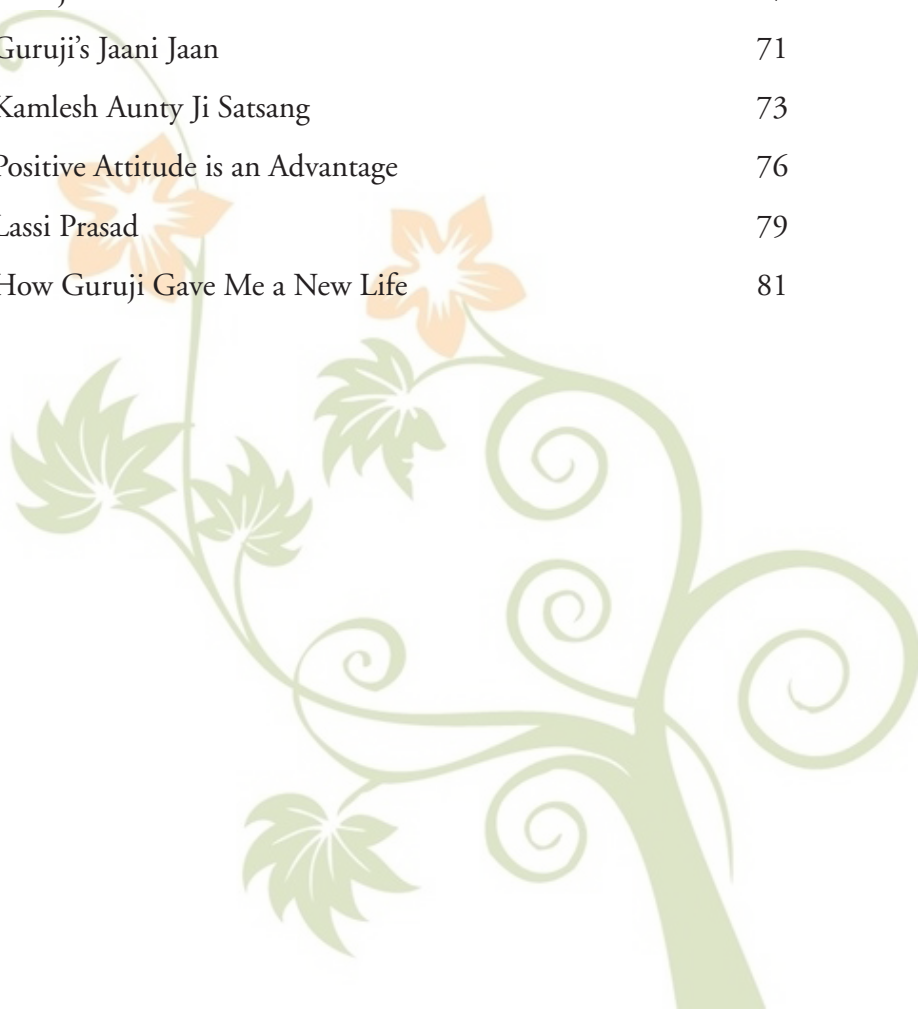 Guruji’s Jaani Jaan 71
Kamlesh Aunty Ji Satsang 73
Positive Attitude is an Advantage 76
Lassi Prasad 79
How Guruji Gave Me a New Life 81